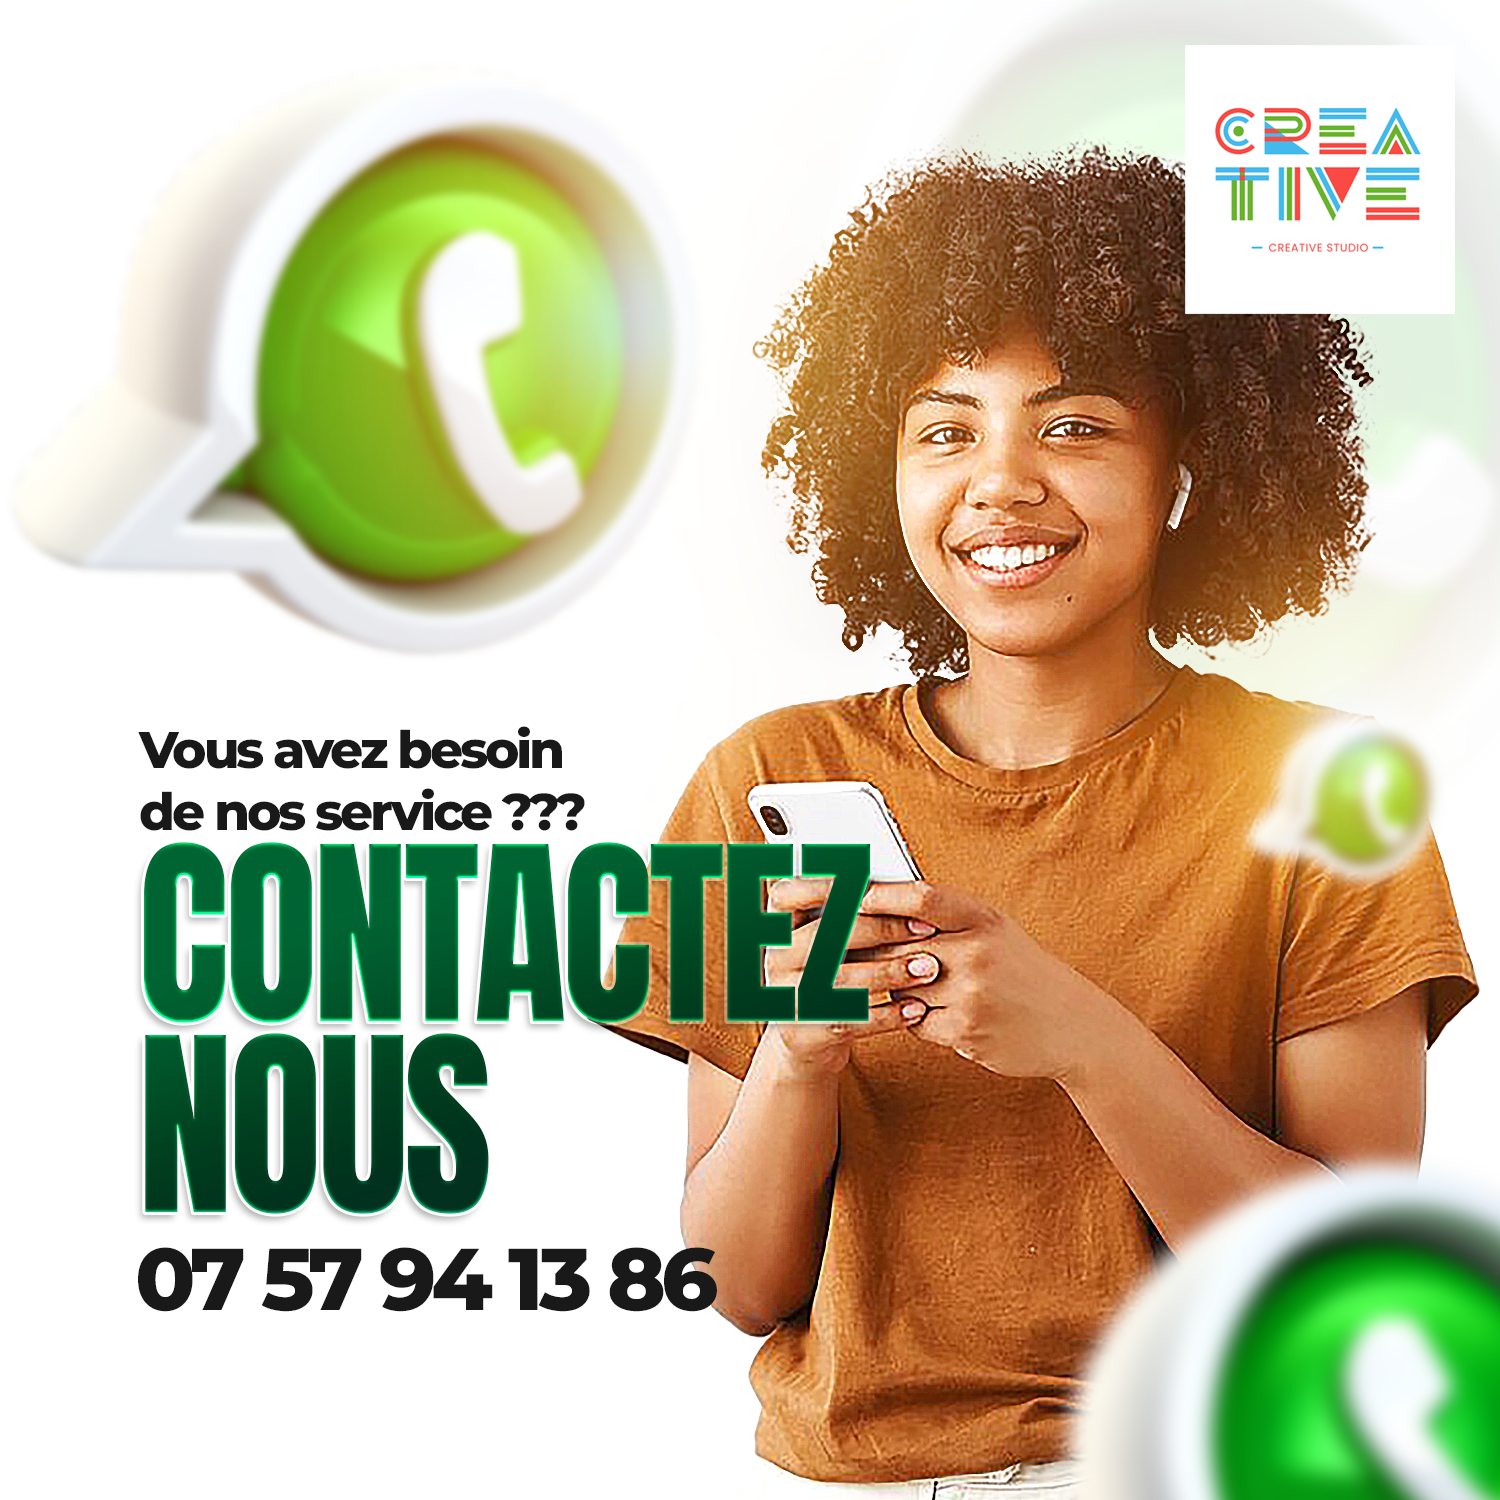 CREA
TIVE
CREATIVE STUDIO
Vous avez besoin
de nos service ???
CONTACTEZ
NOUS
07 57 94 13 86